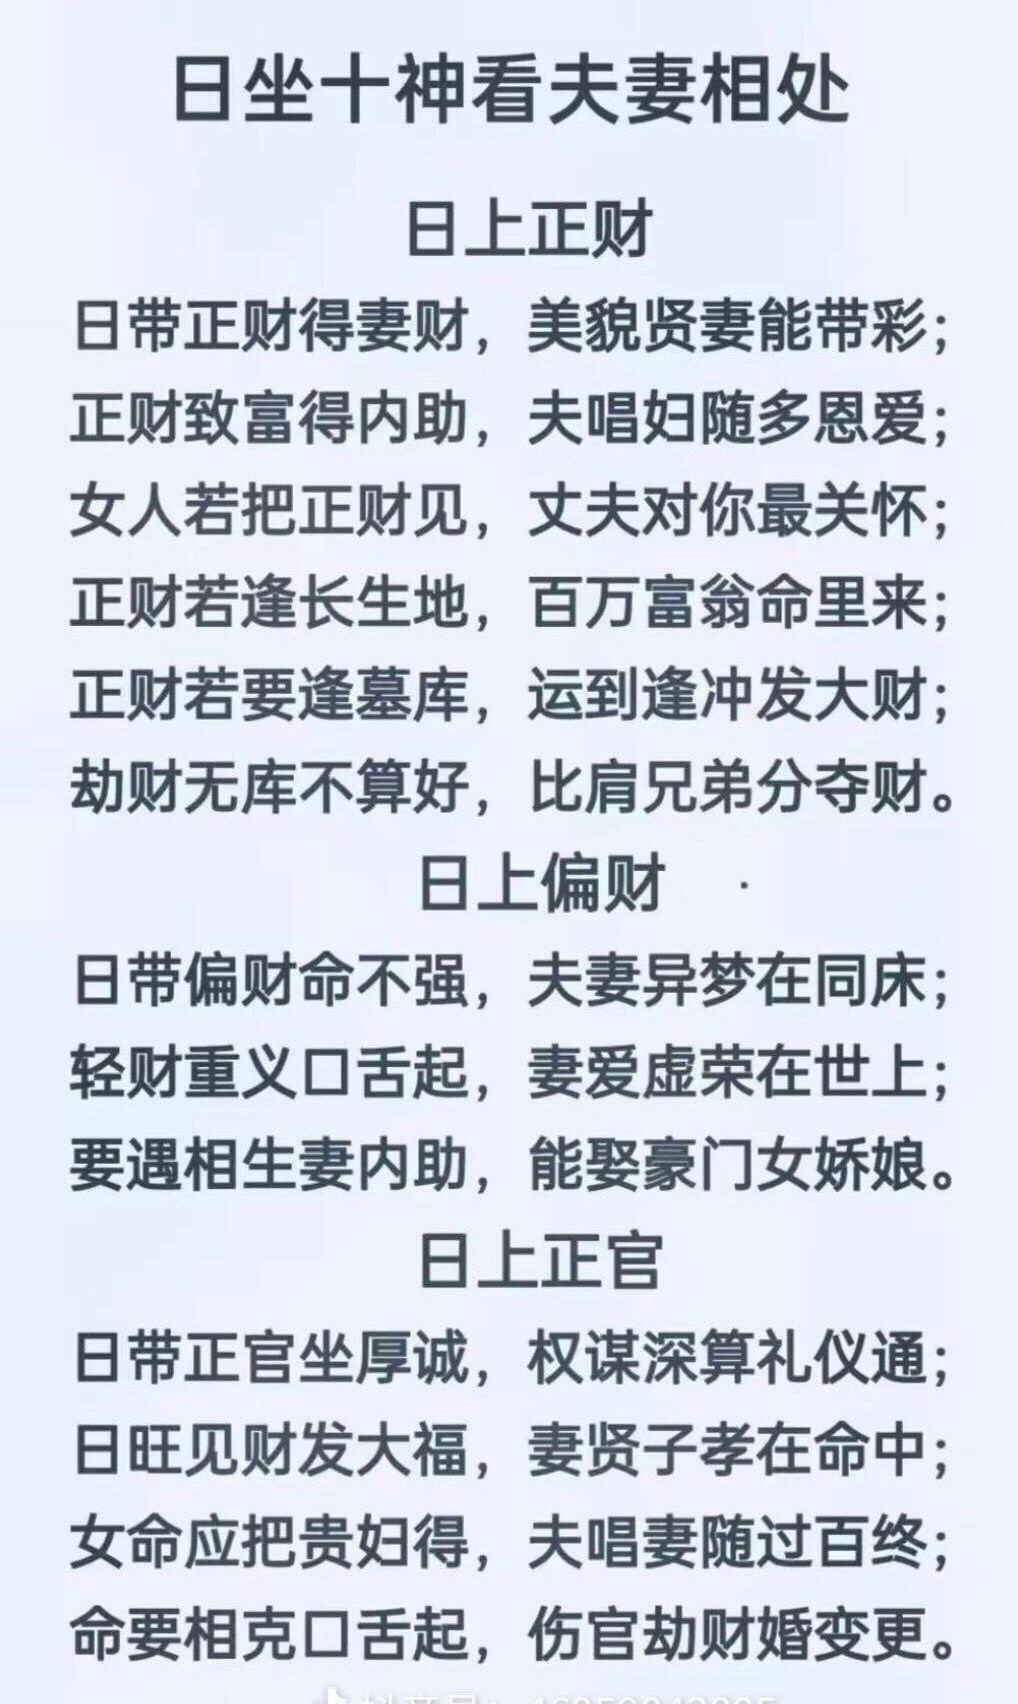 日坐十神看夫妻相处
日上正财
日带正财得妻财，美貌贤妻能带彩；
正财致富得内助，夫唱妇随多恩爱；
女人若把正财见，丈夫对你最关怀；
正财若逢长生地，百万富翁命里来；
正财若要逢墓库，运到逢冲发大财；
劫财无库不算好，比肩兄弟分夺财。
日上偏财
日带偏财命不强，夫妻异梦在同床；
轻财重义口舌起，妻爱虚荣在世上；
要遇相生妻内助，能娶豪门女娇娘。
日上正官
日带正官坐厚诚，权谋深算礼仪通；
日旺见财发大福，妻贤子孝在命中；
女命应把贵妇得，夫唱妻随过百终；
命要相克口舌起，伤官劫财婚变更。